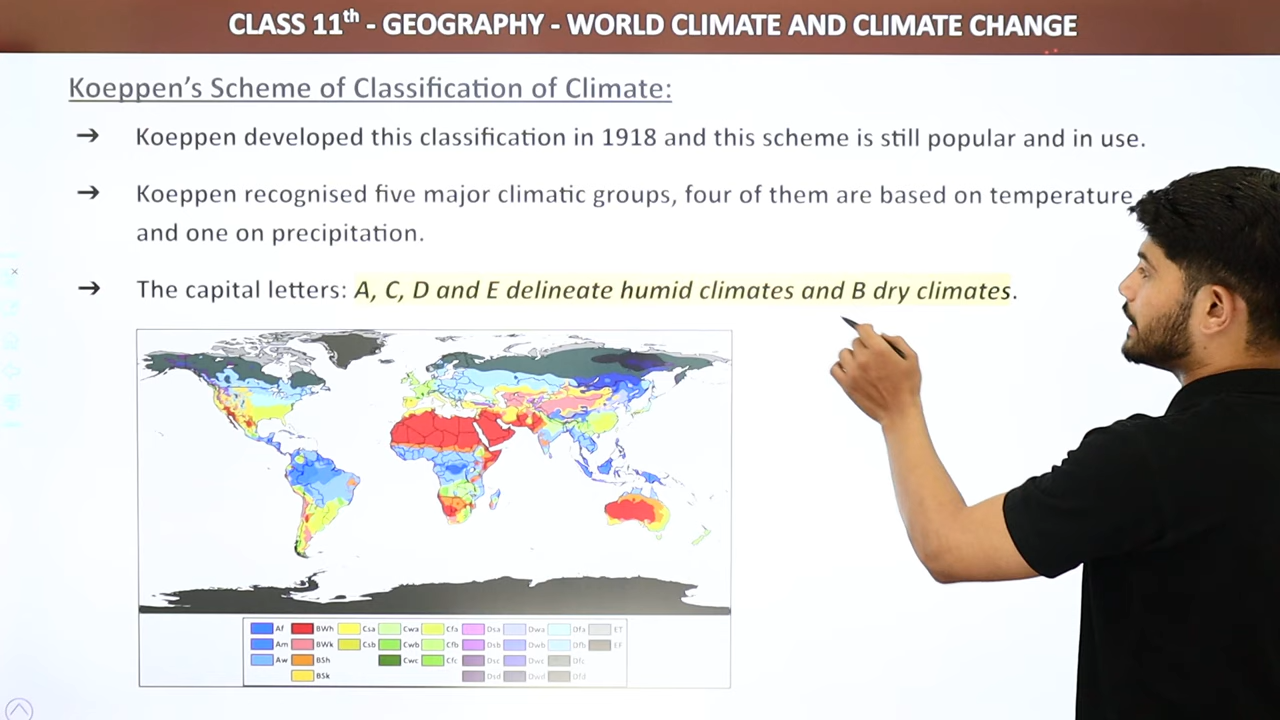 CLASS 11th - GEOGRAPHY - WORLD CLIMATE AND CLIMATE CHANGE
Koeppen's Scheme of Classification of Climate:
➔ Koeppen developed this classification in 1918 and this scheme is still popular and in use.
➔ Koeppen recognised five major climatic groups, four of them are based on temperature
and one on precipitation.
➔ The capital letters: A, C, D and E delineate humid climates and B dry climates.
Af BWh Csa Cwa Cfa Dsa Dwa Dfa ET
Am BWk Csb Cwb Cfb Dsb Dwb Dfb EF
Aw BSh Cwc Cfc Dsc Dwc Dfc
BSk Dsd Dwd Dfd